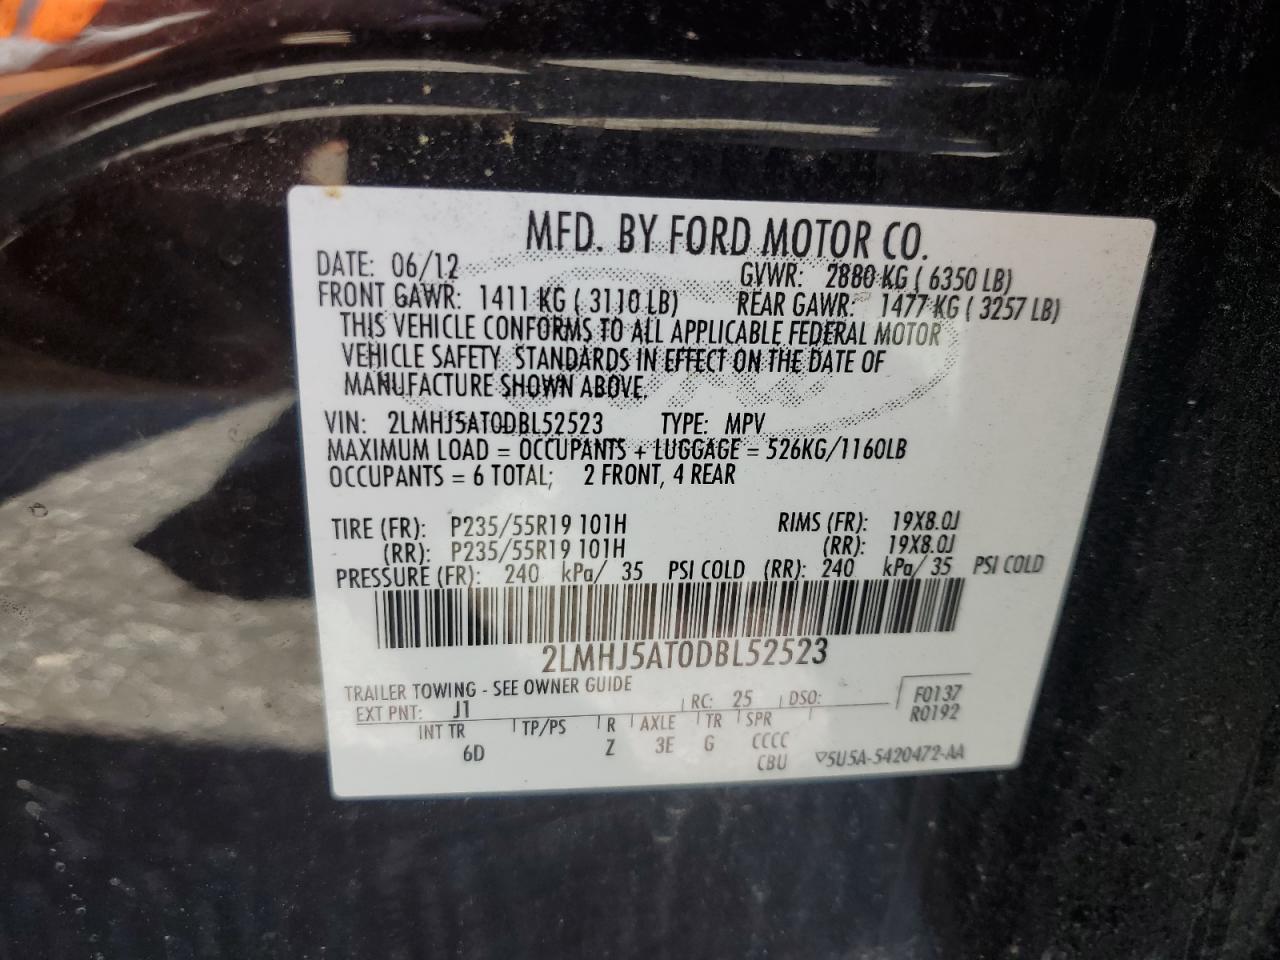 MFD. BY FORD MOTOR CO.
DATE: 06/12 GVWR: 2880 KG ( 6350 LB)
FRONT GAWR: 1411 KG ( 3110 LB) REAR GAWR: 1477 KG ( 3257 LB)
THIS VEHICLE CONFORMS TO ALL APPLICABLE FEDERAL MOTOR
VEHICLE SAFETY STANDARDS IN EFFECT ON THE DATE OF
MANUFACTURE SHOWN ABOVE.
VIN: 2LMHJ5AT0DBL52523 TYPE: MPV
MAXIMUM LOAD = OCCUPANTS + LUGGAGE = 526KG/1160LB
OCCUPANTS = 6 TOTAL; 2 FRONT, 4 REAR
TIRE (FR): P235/55R19 101H RIMS (FR): 19X8.0J
(RR): P235/55R19 101H (RR): 19X8.0J
PRESSURE (FR): 240 kPa/ 35 PSI COLD (RR): 240 kPa/ 35 PSI COLD
2LMHJ5AT0DBL52523
TRAILER TOWING - SEE OWNER GUIDE
EXT PNT: J1 RC: 25 DSO: F0137
R0192
INT TR TP/PS R AXLE TR SPR
6D Z 3E G CCCC
CBU ▽5U5A-5420472-AA